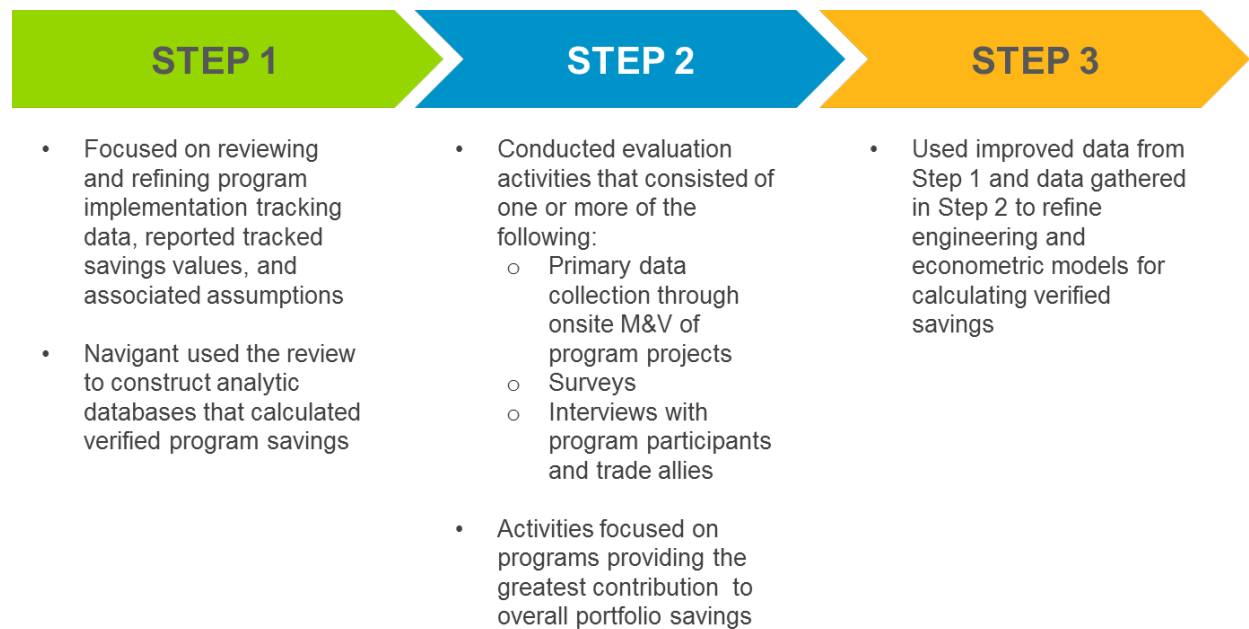 STEP 1
• Focused on reviewing
and refining program
implementation tracking
data, reported tracked
savings values, and
associated assumptions
• Navigant used the review
to construct analytic
databases that calculated
verified program savings
STEP 2
• Conducted evaluation
activities that consisted of
one or more of the
following:
o Primary data
collection through
onsite M&V of
program projects
o Surveys
o Interviews with
program participants
and trade allies
• Activities focused on
programs providing the
greatest contribution to
overall portfolio savings
STEP 3
• Used improved data from
Step 1 and data gathered
in Step 2 to refine
engineering and
econometric models for
calculating verified
savings